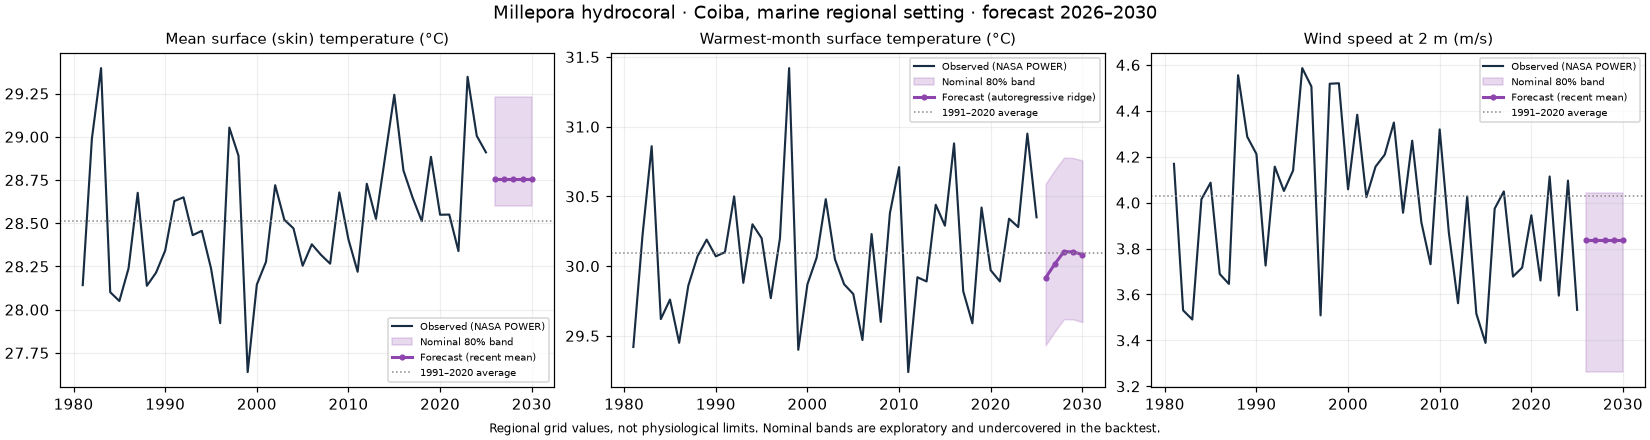 Millepora hydrocoral · Coiba, marine regional setting · forecast 2026–2030
Mean surface (skin) temperature (°C)
29.25
29.00
28.75
28.50
28.25
28.00
27.75
1980
1990
2000
2010
2020
2030
Observed (NASA POWER)
Nominal 80% band
Forecast (recent mean)
1991–2020 average
Warmest-month surface temperature (°C)
31.5
31.0
30.5
30.0
29.5
1980
1990
2000
2010
2020
2030
Observed (NASA POWER)
Nominal 80% band
Forecast (autoregressive ridge)
1991–2020 average
Wind speed at 2 m (m/s)
4.6
4.4
4.2
4.0
3.8
3.6
3.4
3.2
1980
1990
2000
2010
2020
2030
Observed (NASA POWER)
Nominal 80% band
Forecast (recent mean)
1991–2020 average
Regional grid values, not physiological limits. Nominal bands are exploratory and undercovered in the backtest.